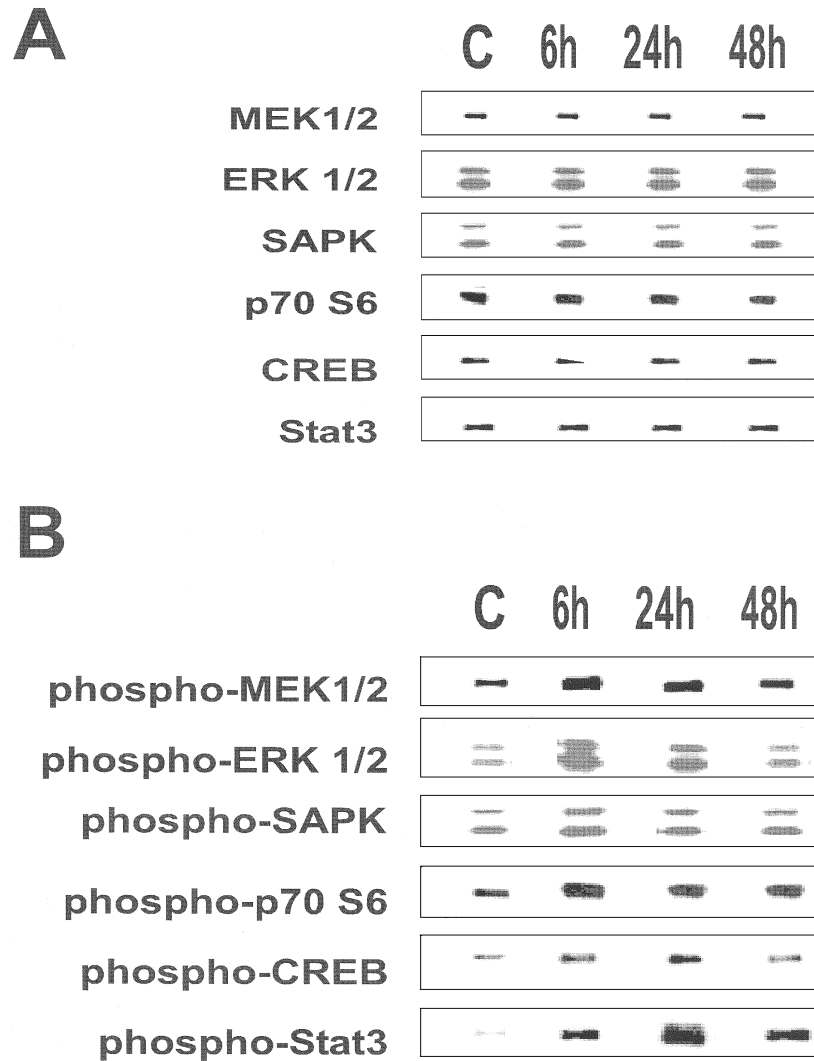 A
C 6h 24h 48h
MEK1/2
ERK 1/2
SAPK
p70 S6
CREB
Stat3
B
C 6h 24h 48h
phospho-MEK1/2
phospho-ERK 1/2
phospho-SAPK
phospho-p70 S6
phospho-CREB
phospho-Stat3